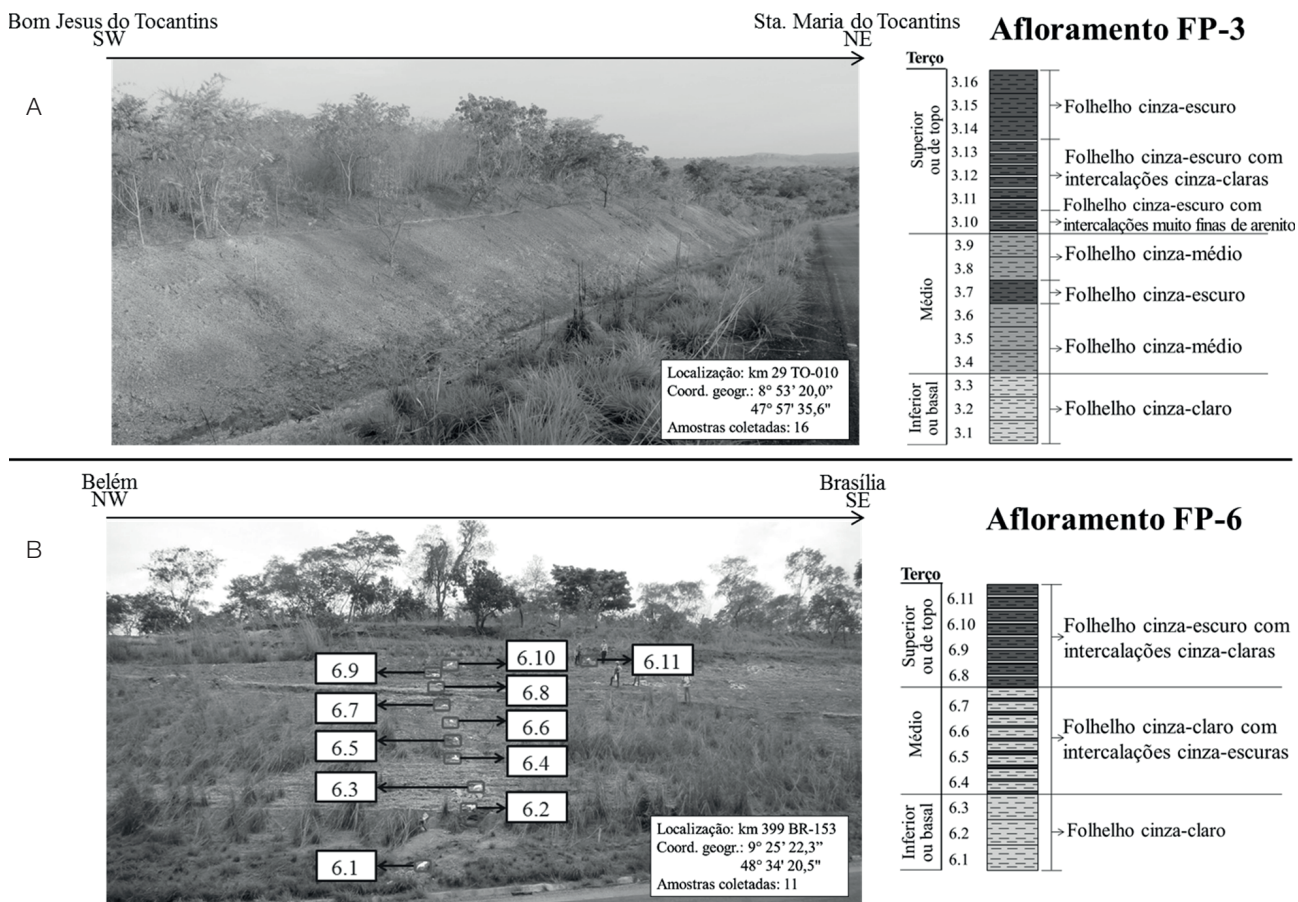 Bom Jesus do Tocantins
SW
Sta. Maria do Tocantins
NE
A
Localização: km 29 TO-010
Coord. geogr.: 8° 53’ 20,0”
47° 57' 35,6"
Amostras coletadas: 16
Afloramento FP-3
Terço
Superior
ou de topo
3.16
3.15
3.14
3.13
3.12
3.11
3.10
Folhelho cinza-escuro
Folhelho cinza-escuro com
intercalações cinza-claras
Folhelho cinza-escuro com
intercalações muito finas de arenito
Médio
3.9
3.8
3.7
3.6
3.5
3.4
Folhelho cinza-médio
Folhelho cinza-escuro
Folhelho cinza-médio
Inferior
ou basal
3.3
3.2
3.1
Folhelho cinza-claro
Belém
NW
Brasília
SE
B
6.9
6.10
6.11
6.8
6.7
6.6
6.5
6.4
6.3
6.2
6.1
Localização: km 399 BR-153
Coord. geogr.: 9° 25’ 22,3”
48° 34' 20,5"
Amostras coletadas: 11
Afloramento FP-6
Terço
Superior
ou de topo
6.11
6.10
6.9
6.8
Folhelho cinza-escuro com
intercalações cinza-claras
Médio
6.7
6.6
6.5
6.4
Folhelho cinza-claro com
intercalações cinza-escuras
Inferior
ou basal
6.3
6.2
6.1
Folhelho cinza-claro